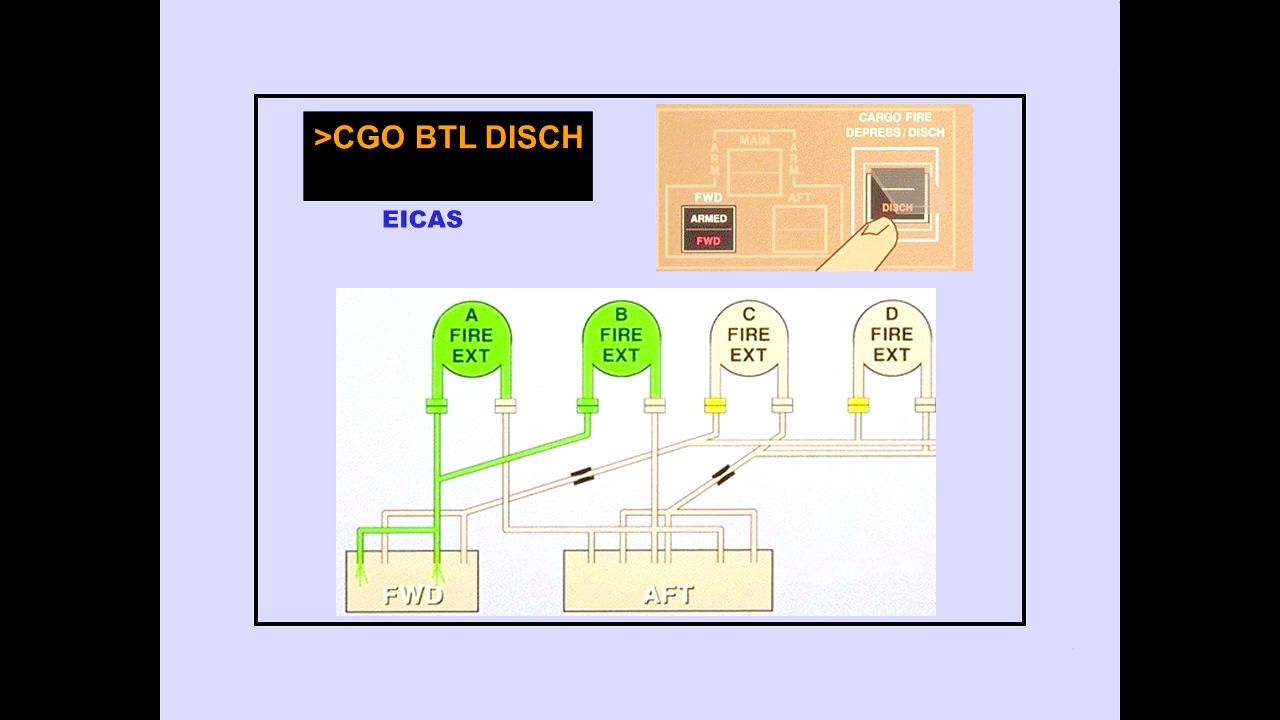 >CGO BTL DISCH
EICAS
CARGO FIRE
DEPRESS/DISCH
MAIN
ARM
ARM
FWD
AFT
ARMED
FWD
DISCH
A
FIRE
EXT
B
FIRE
EXT
C
FIRE
EXT
D
FIRE
EXT
FWD
AFT